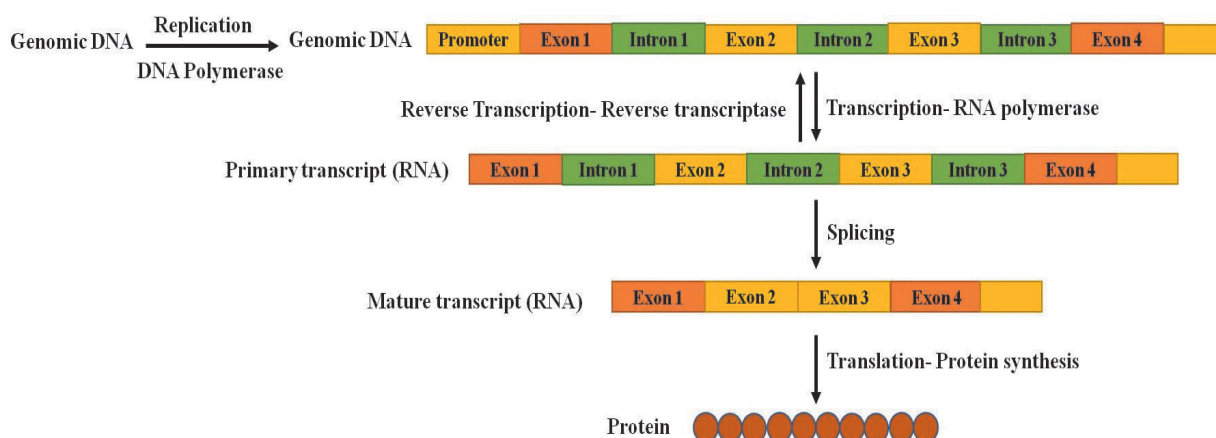 Genomic DNA
Replication
DNA Polymerase
Genomic DNA
Promoter Exon 1 Intron 1 Exon 2 Intron 2 Exon 3 Intron 3 Exon 4
Reverse Transcription- Reverse transcriptase
Transcription- RNA polymerase
Primary transcript (RNA)
Exon 1 Intron 1 Exon 2 Intron 2 Exon 3 Intron 3 Exon 4
Splicing
Mature transcript (RNA)
Exon 1 Exon 2 Exon 3 Exon 4
Translation- Protein synthesis
Protein